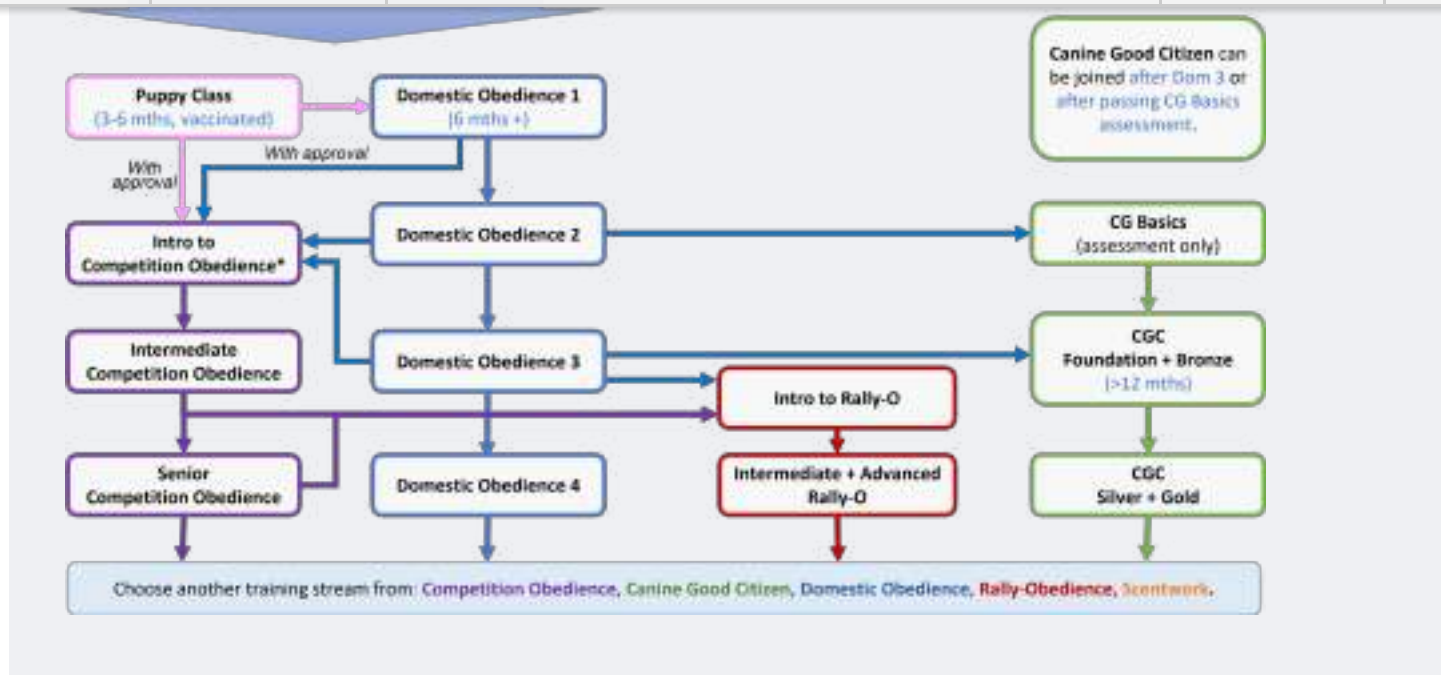 Canine Good Citizen can
be joined after Dom 3 or
after passing CG Basics
assessment.
Puppy Class
(3-6 mths, vaccinated)
Domestic Obedience 1
(6 mths +)
With approval
With
approval
Intro to
Competition Obedience*
Domestic Obedience 2
CG Basics
(assessment only)
Intermediate
Competition Obedience
Domestic Obedience 3
CGC
Foundation + Bronze
(>12 mths)
Intro to Rally-O
Senior
Competition Obedience
Domestic Obedience 4
Intermediate + Advanced
Rally-O
CGC
Silver + Gold
Choose another training stream from: Competition Obedience, Canine Good Citizen, Domestic Obedience, Rally-Obedience, Scentwork.